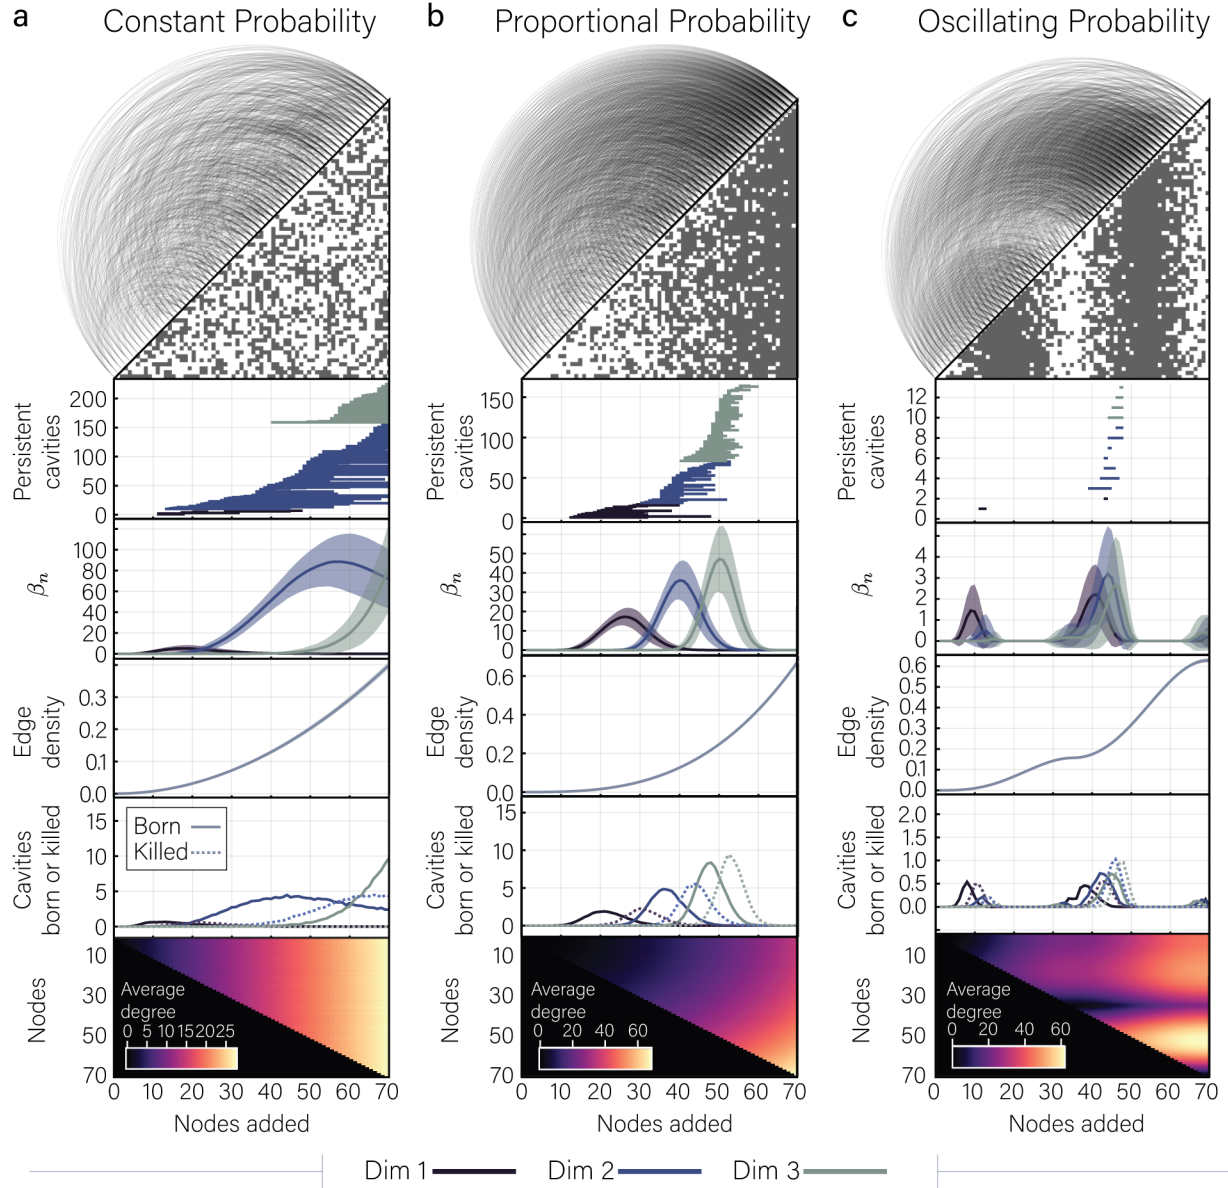 a Constant Probability
b Proportional Probability
c Oscillating Probability
Persistent cavities
200
150
100
50
0
βn
100
80
60
40
20
0
Edge density
0.3
0.2
0.1
0.0
Cavities born or killed
15
10
5
0
Born
Killed
Nodes
10
30
50
70
Average
degree
0 5 10 15 20 25
0 10 20 30 40 50 60 70
Nodes added
Persistent cavities
150
100
50
0
βn
50
40
30
20
10
0
Edge density
0.6
0.4
0.2
0.0
Cavities born or killed
15
10
5
0
Nodes
10
30
50
70
Average
degree
0 20 40 60
0 10 20 30 40 50 60 70
Nodes added
Persistent cavities
12
10
8
6
4
2
0
βn
4
3
2
1
0
Edge density
0.6
0.5
0.4
0.3
0.2
0.1
0.0
Cavities born or killed
2.0
1.5
1.0
0.5
0.0
Nodes
10
30
50
70
Average
degree
0 20 40 60
0 10 20 30 40 50 60 70
Nodes added
Dim 1
Dim 2
Dim 3